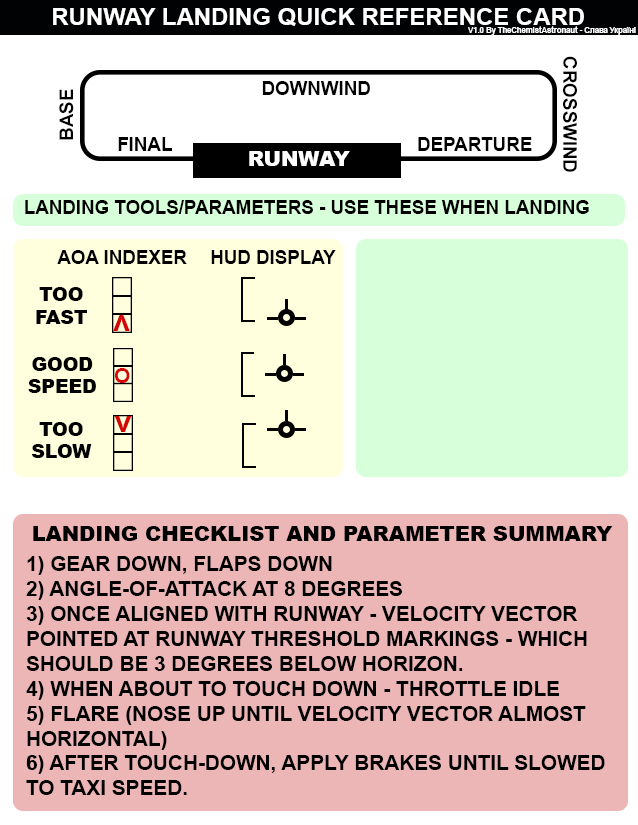 RUNWAY LANDING QUICK REFERENCE CARD
V1.0 By TheChemistAstronaut - Слава Україні
DOWNWIND
BASE
CROSSWIND
FINAL
DEPARTURE
RUNWAY
LANDING TOOLS/PARAMETERS - USE THESE WHEN LANDING
AOA INDEXER
HUD DISPLAY
TOO
FAST
GOOD
SPEED
TOO
SLOW
LANDING CHECKLIST AND PARAMETER SUMMARY
1) GEAR DOWN, FLAPS DOWN
2) ANGLE-OF-ATTACK AT 8 DEGREES
3) ONCE ALIGNED WITH RUNWAY - VELOCITY VECTOR
POINTED AT RUNWAY THRESHOLD MARKINGS - WHICH
SHOULD BE 3 DEGREES BELOW HORIZON.
4) WHEN ABOUT TO TOUCH DOWN - THROTTLE IDLE
5) FLARE (NOSE UP UNTIL VELOCITY VECTOR ALMOST
HORIZONTAL)
6) AFTER TOUCH-DOWN, APPLY BRAKES UNTIL SLOWED
TO TAXI SPEED.